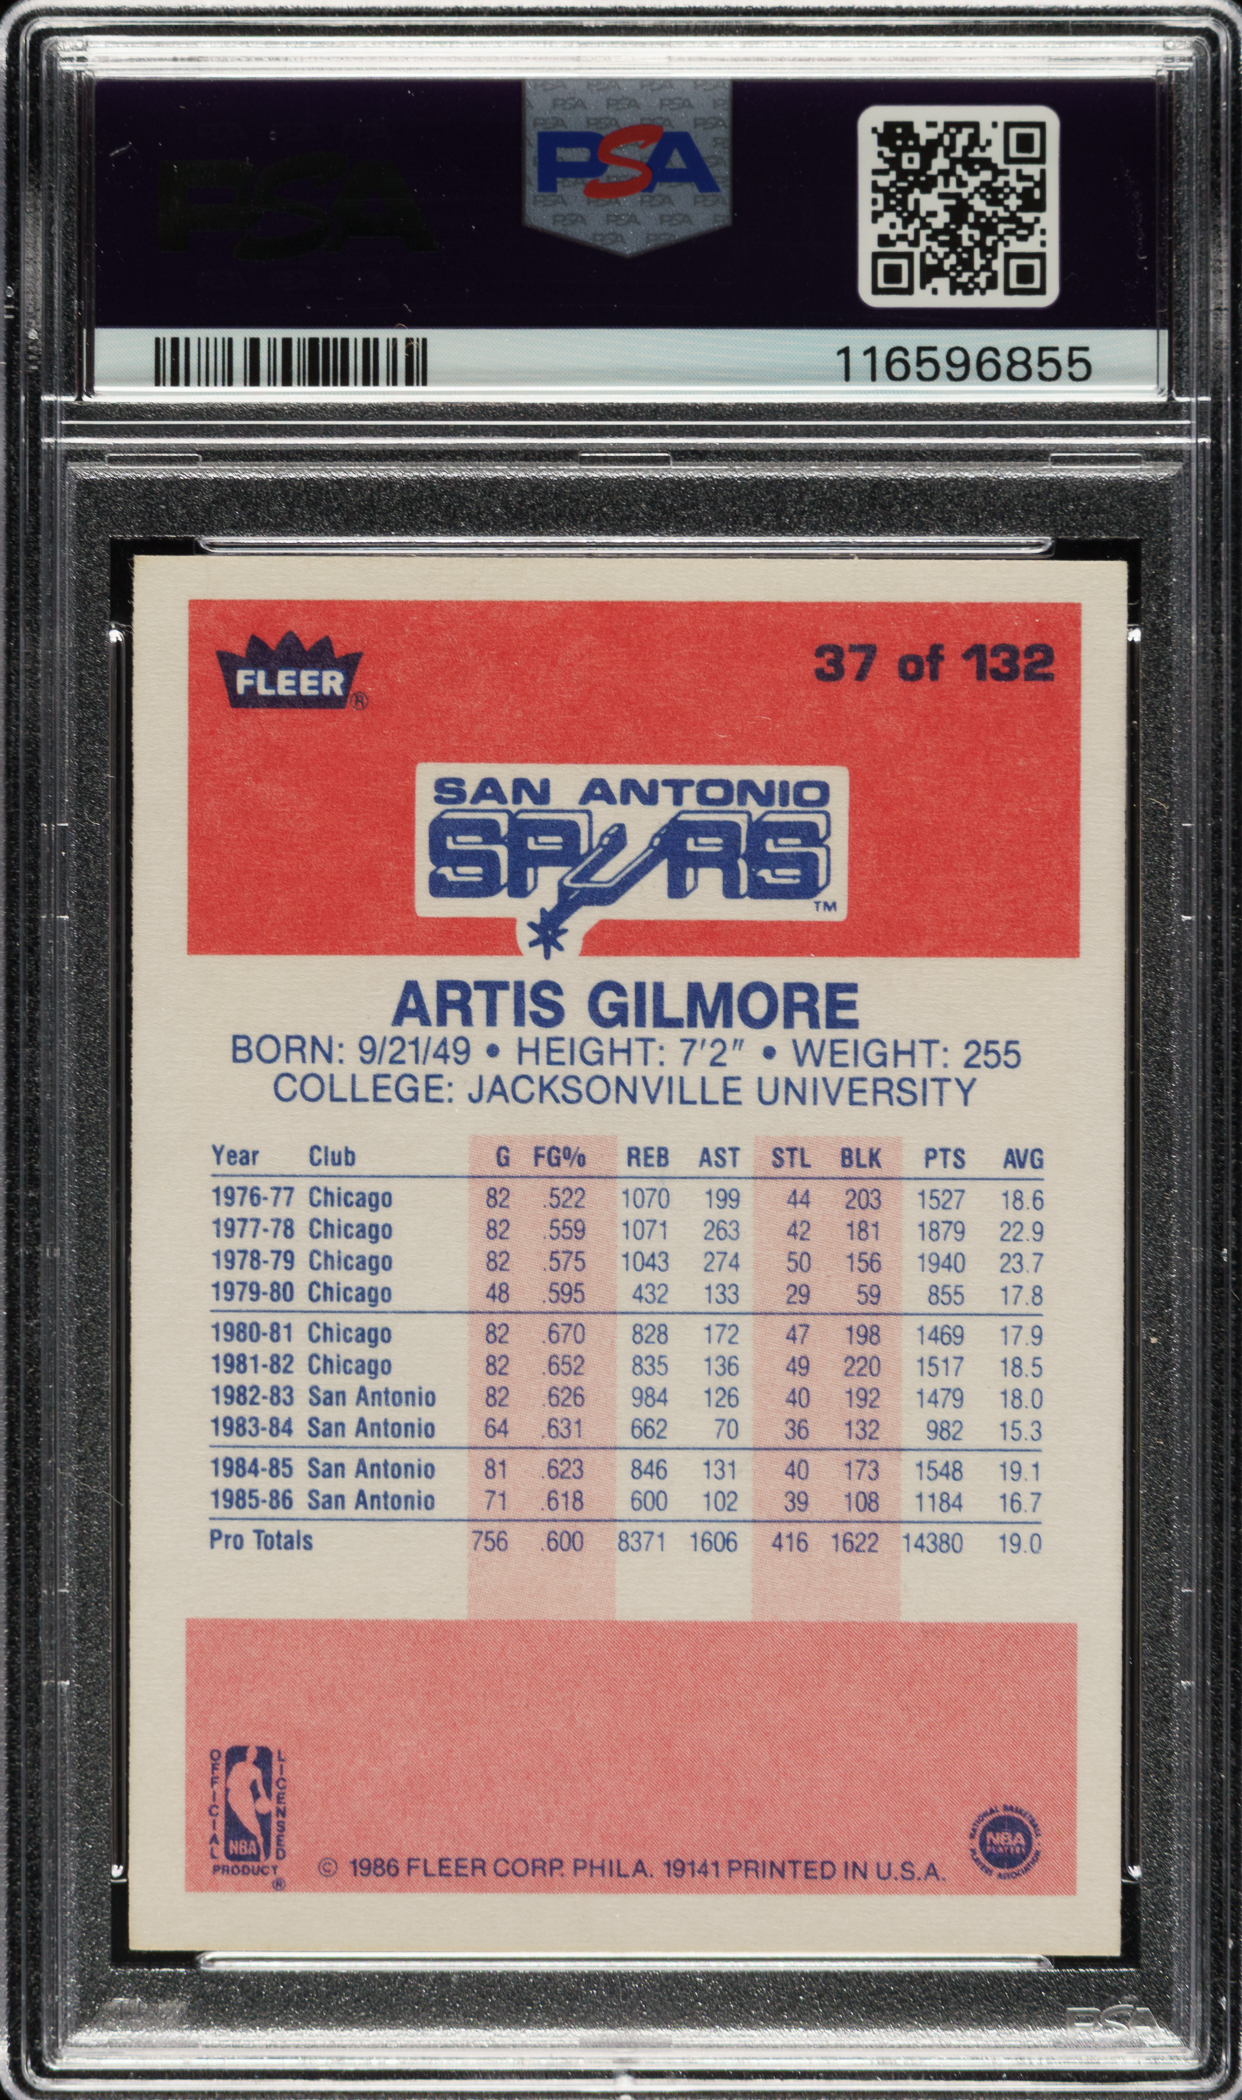 PSA
116596855
FLEER®
37 of 132
SAN ANTONIO
SPURS
TM
ARTIS GILMORE
BORN: 9/21/49 • HEIGHT: 7'2" • WEIGHT: 255
COLLEGE: JACKSONVILLE UNIVERSITY
Year Club G FG% REB AST STL BLK PTS AVG
1976-77 Chicago 82 .522 1070 199 44 203 1527 18.6
1977-78 Chicago 82 .559 1071 263 42 181 1879 22.9
1978-79 Chicago 82 .575 1043 274 50 156 1940 23.7
1979-80 Chicago 48 .595 432 133 29 59 855 17.8
1980-81 Chicago 82 .670 828 172 47 198 1469 17.9
1981-82 Chicago 82 .652 835 136 49 220 1517 18.5
1982-83 San Antonio 82 .626 984 126 40 192 1479 18.0
1983-84 San Antonio 64 .631 662 70 36 132 982 15.3
1984-85 San Antonio 81 .623 846 131 40 173 1548 19.1
1985-86 San Antonio 71 .618 600 102 39 108 1184 16.7
Pro Totals 756 .600 8371 1606 416 1622 14380 19.0
OFFICIAL LICENSED
NBA
PRODUCT ®
© 1986 FLEER CORP. PHILA. 19141 PRINTED IN U.S.A.
NATIONAL BASKETBALL
NBA
PLAYERS
PLAYERS ASSOCIATION
PSA